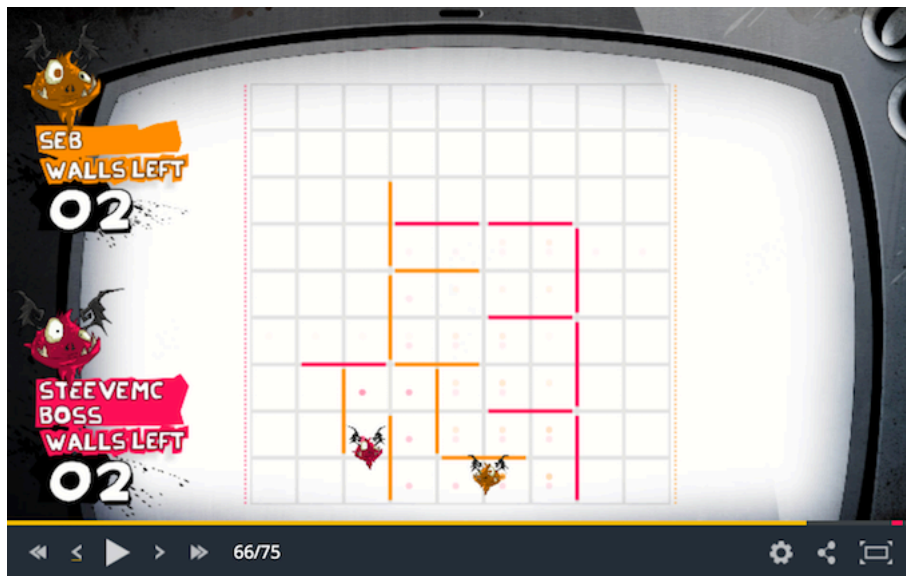 SEB
WALLS LEFT
02
STEEVEMC
BOSS
WALLS LEFT
02
66/75